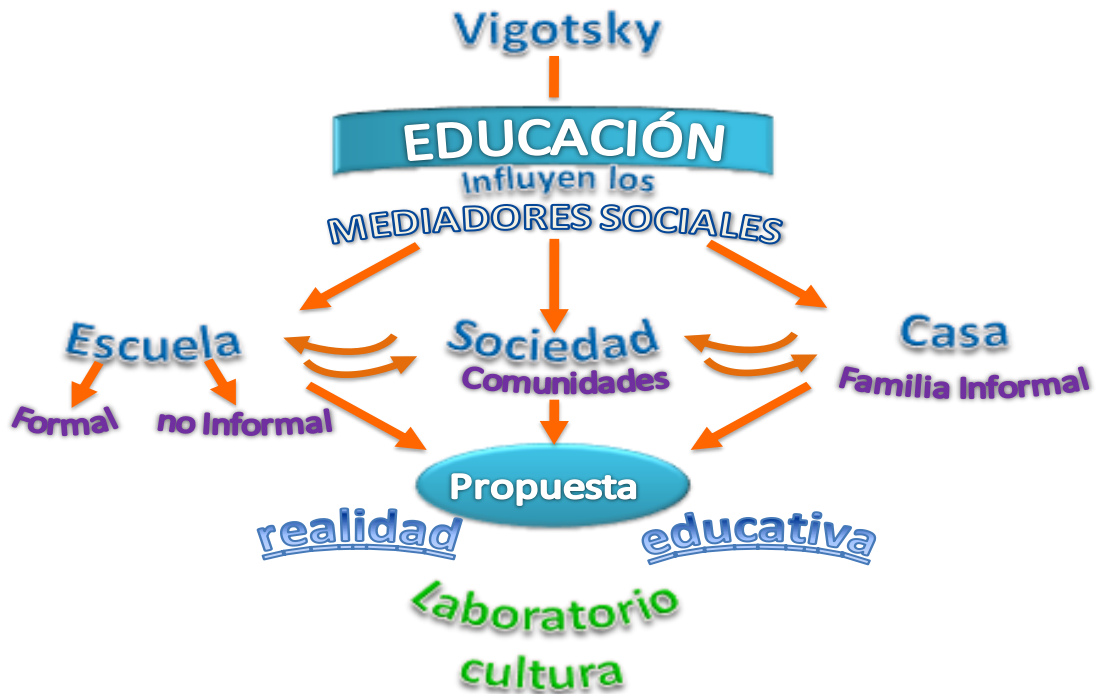 Vigotsky
EDUCACIÓN
Influyen los
MEDIADORES SOCIALES
Escuela
Sociedad
Casa
Comunidades
Familia Informal
Formal
no Informal
Propuesta
realidad
educativa
Laboratorio
cultura